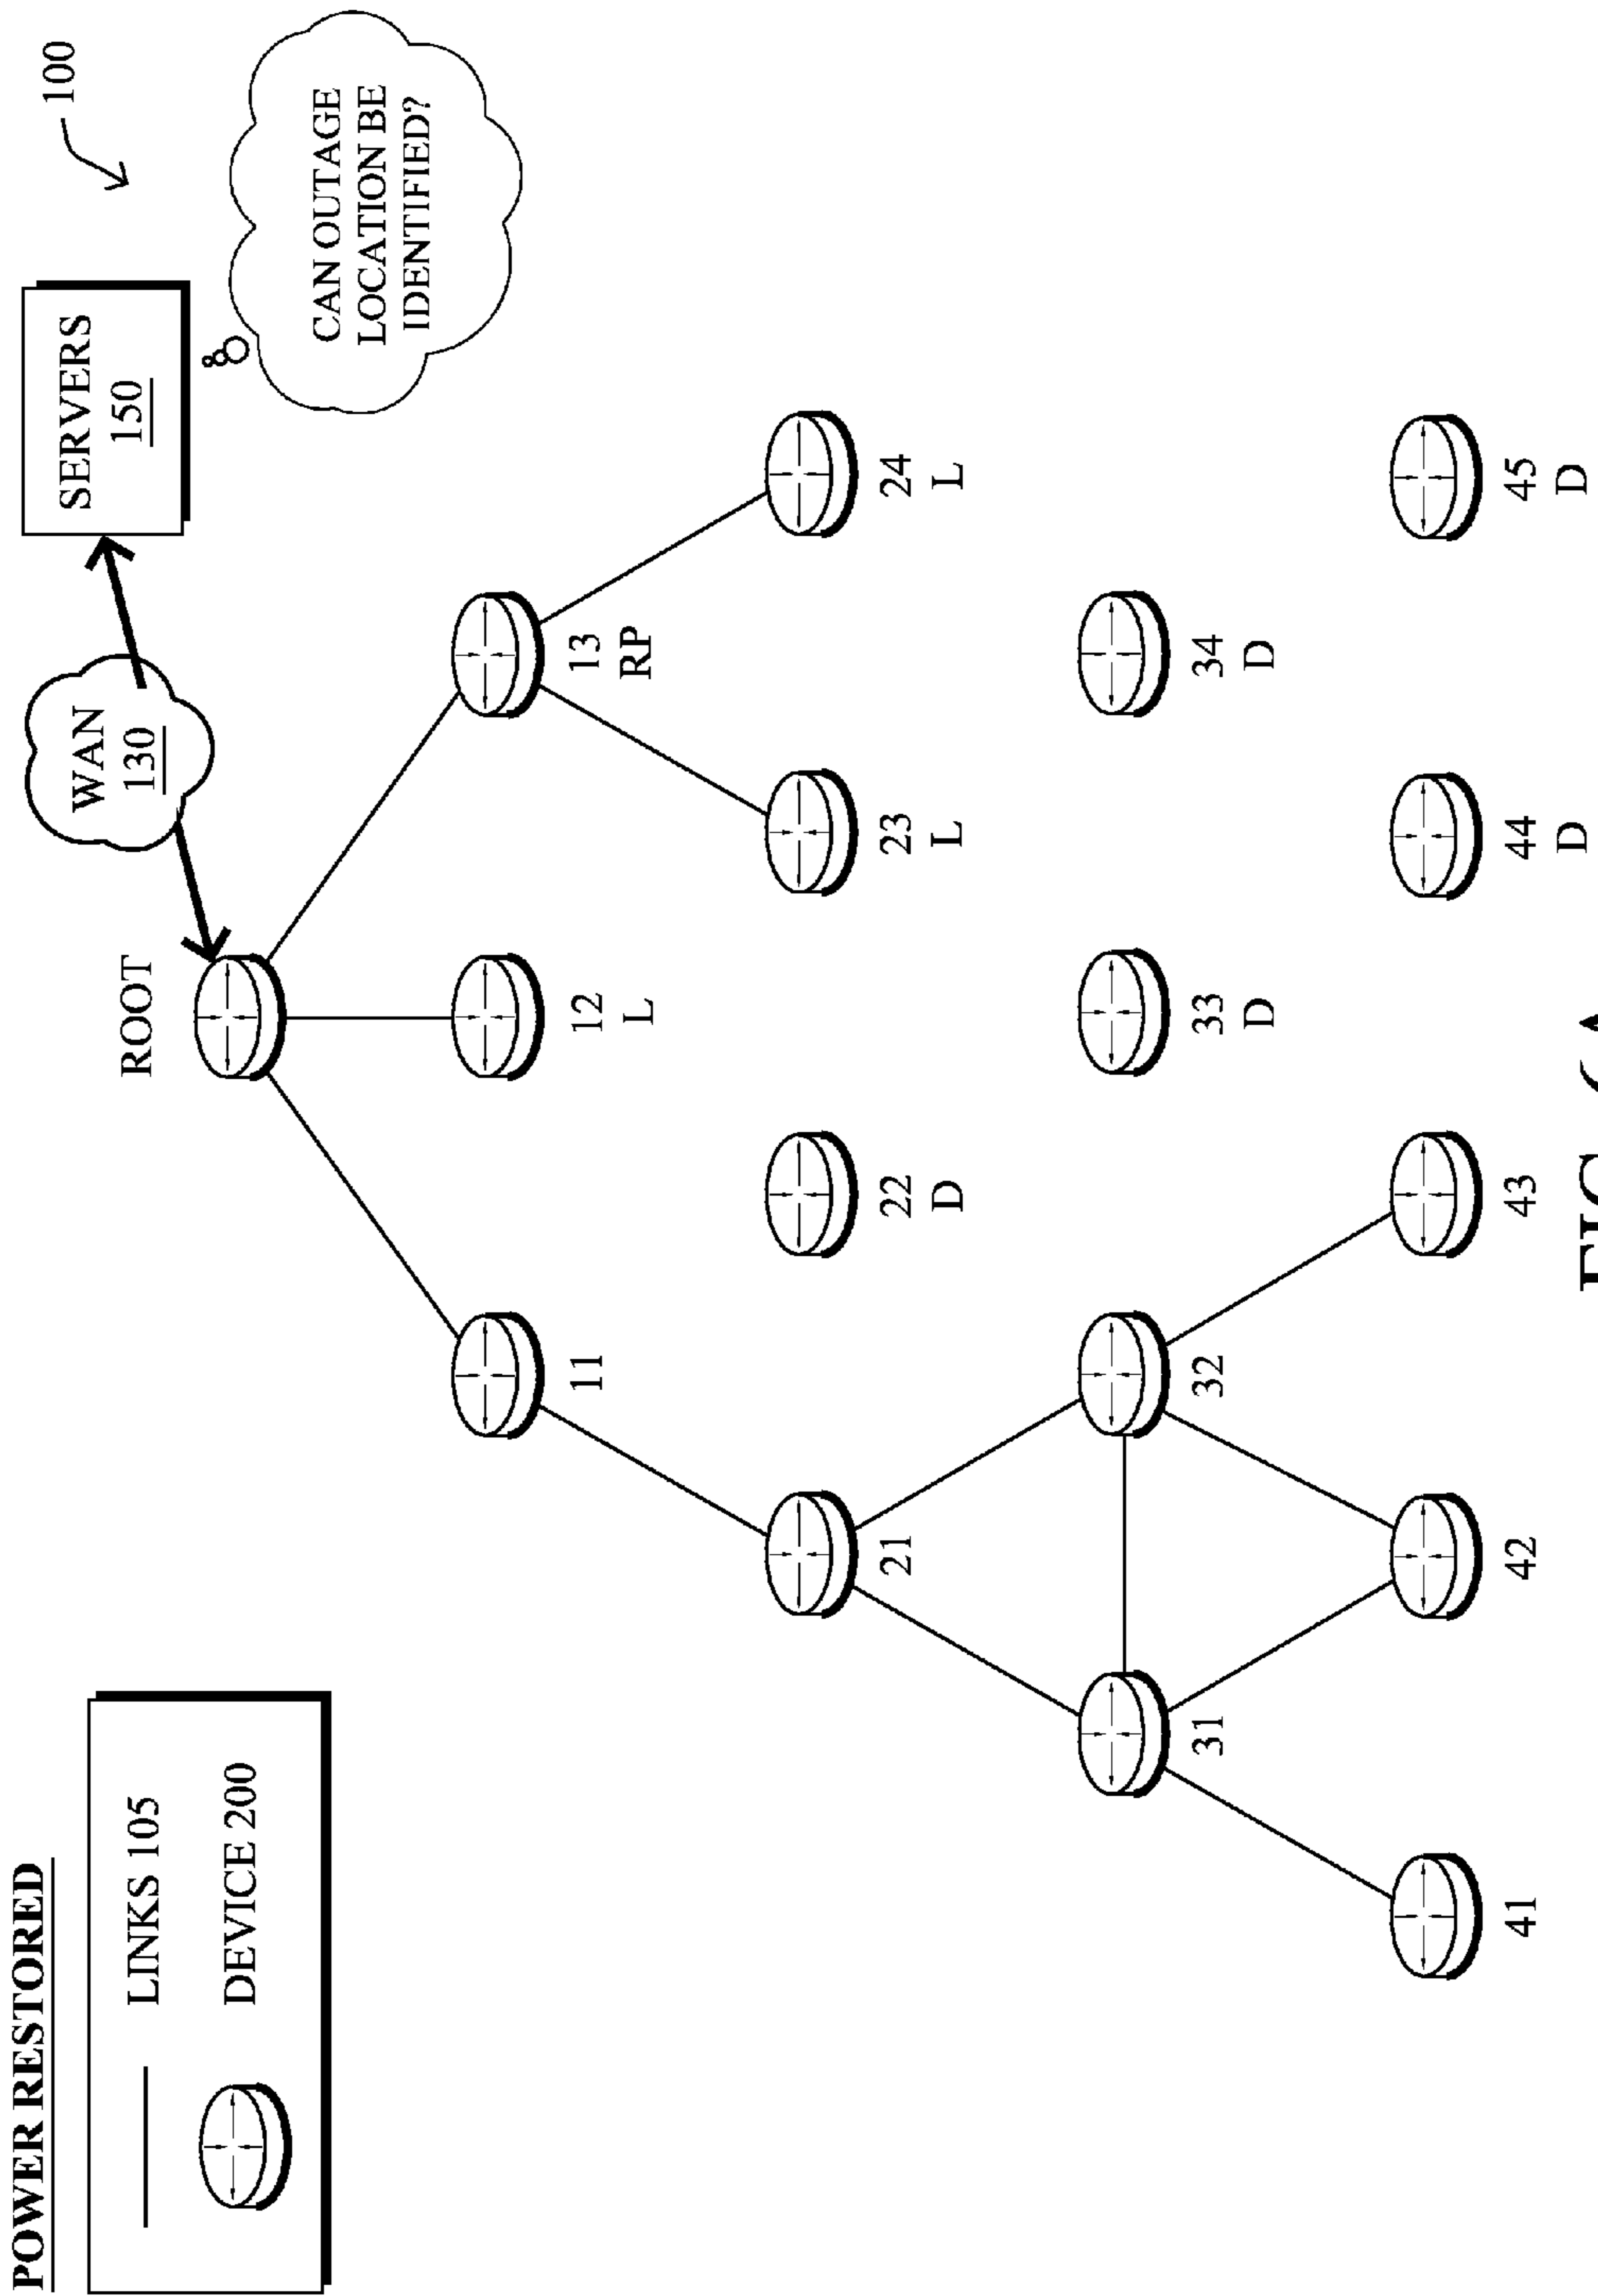 POWER RESTORED
LINKS 105
DEVICE 200
WAN
130
SERVERS
150
100
CAN OUTAGE
LOCATION BE
IDENTIFIED?
ROOT
11
12
L
13
RP
21
22
D
23
L
24
L
31
32
33
D
34
D
41
42
43
44
D
45
D